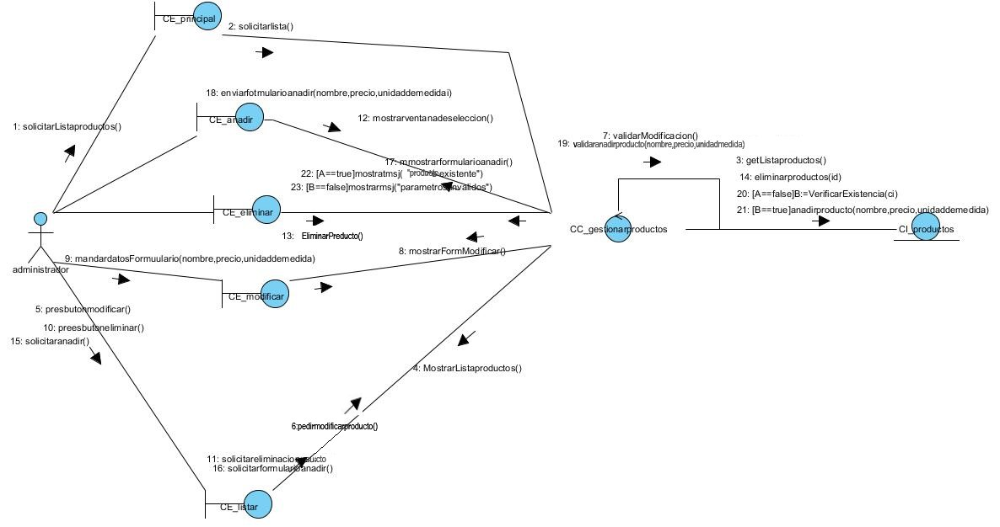 CE_principal
2: solicitarlista()
18: enviarfotmularioanadir(nombre,precio,unidaddemedidai)
CE_anadir
12: mostrarventanadeseleccion()
1: solicitarListaproductos()
7: validarModificacion()
19: validaranadirproducto(nombre,precio,unidadmedida)
17: mmostrarformularioanadir()
3: getListaproductos()
22: [A==true]mostratmsj( "producto existente")
14: eliminarproductos(id)
23: [B==false]mostrarmsj("parametros invalidos")
20: [A==false]B:=VerificarExistencia(ci)
21: [B==true]anadirproducto(nombre,precio,unidaddemedida)
CE_eliminar
CC_gestionarproductos
CI_productos
13: EliminarPreducto()
8: mostrarFormModificar()
9: mandardatosFormuulario(nombre,precio,unidaddemedida)
administrador
CE_modificar
5: presbutonmodificar()
10: preesbutoneliminar()
15: solicitaranadir()
4: MostrarListaproductos()
6:pedirmodificarproducto()
11: solicitareliminacio
16: solicitarformularioanadir()
CE_listar